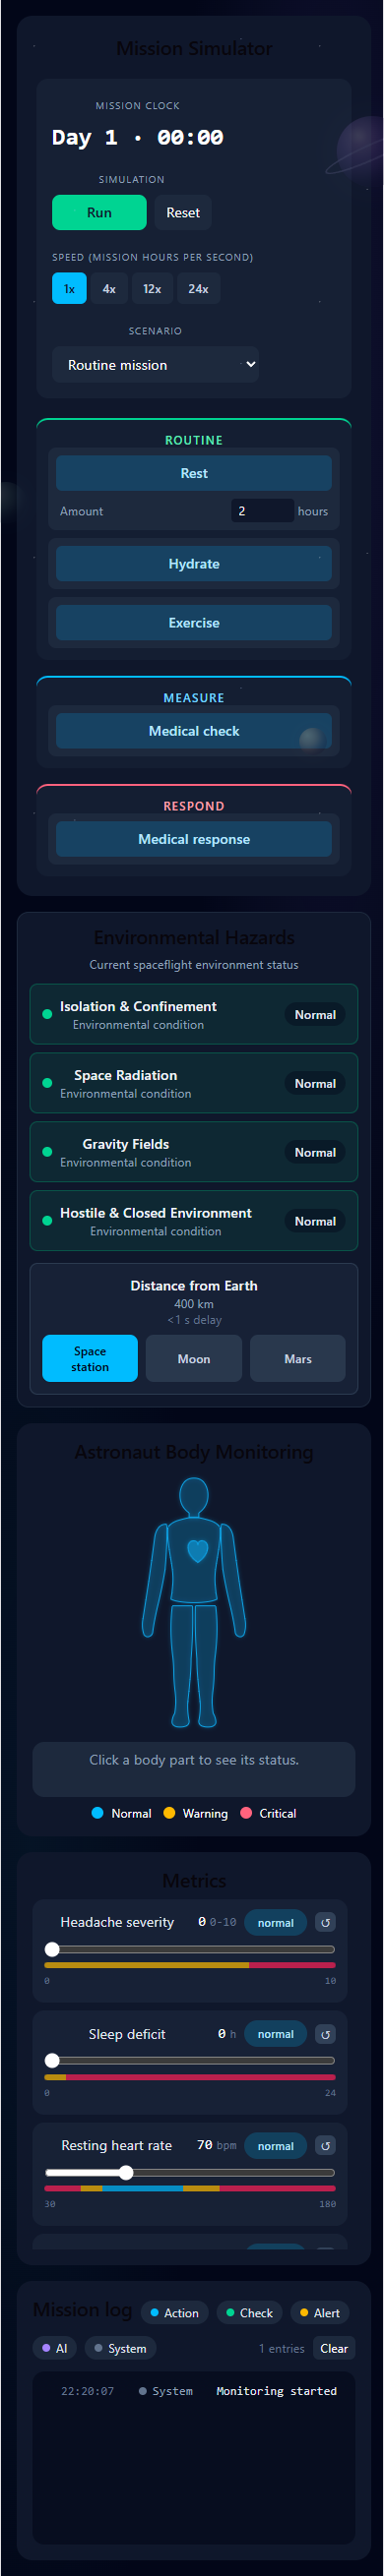 Mission Simulator
MISSION CLOCK
Day 1 · 00:00
SIMULATION
Run Reset
SPEED (MISSION HOURS PER SECOND)
1x 4x 12x 24x
SCENARIO
Routine mission
ROUTINE
Rest
Amount 2 hours
Hydrate
Exercise
MEASURE
Medical check
RESPOND
Medical response
Environmental Hazards
Current spaceflight environment status
Isolation & Confinement
Environmental condition
Normal
Space Radiation
Environmental condition
Normal
Gravity Fields
Environmental condition
Normal
Hostile & Closed Environment
Environmental condition
Normal
Distance from Earth
400 km
<1 s delay
Space station Moon Mars
Astronaut Body Monitoring
Click a body part to see its status.
Normal Warning Critical
Metrics
Headache severity 0 0-10 normal ↺
0 10
Sleep deficit 0 h normal ↺
0 24
Resting heart rate 70 bpm normal ↺
30 180
Mission log Action Check Alert
AI System 1 entries Clear
22:20:07 System Monitoring started